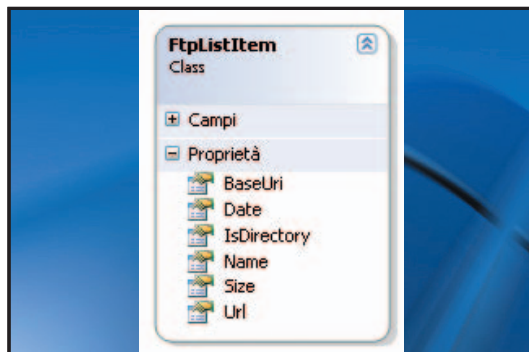 FtpListItem
Class
Campi
Proprietà
BaseUri
Date
IsDirectory
Name
Size
Url